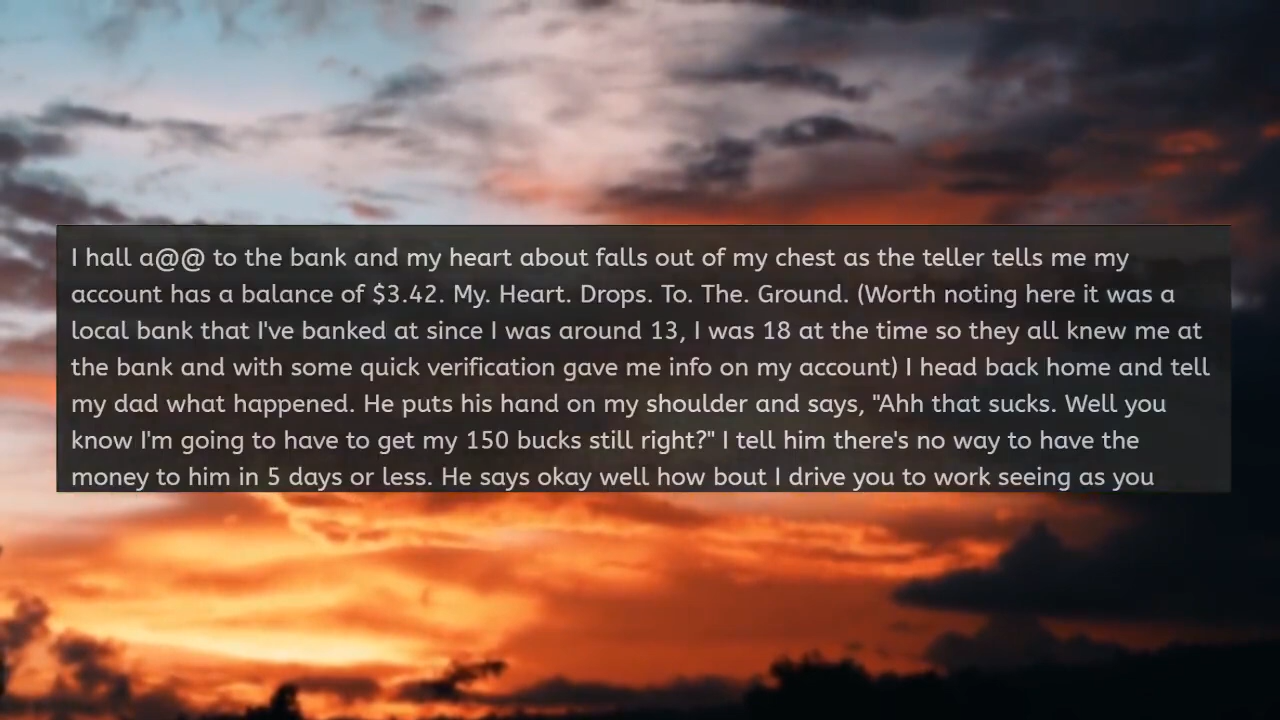 I hall a@@ to the bank and my heart about falls out of my chest as the teller tells me my
account has a balance of $3.42. My. Heart. Drops. To. The. Ground. (Worth noting here it was a
local bank that I've banked at since I was around 13, I was 18 at the time so they all knew me at
the bank and with some quick verification gave me info on my account) I head back home and tell
my dad what happened. He puts his hand on my shoulder and says, "Ahh that sucks. Well you
know I'm going to have to get my 150 bucks still right?" I tell him there's no way to have the
money to him in 5 days or less. He says okay well how bout I drive you to work seeing as you